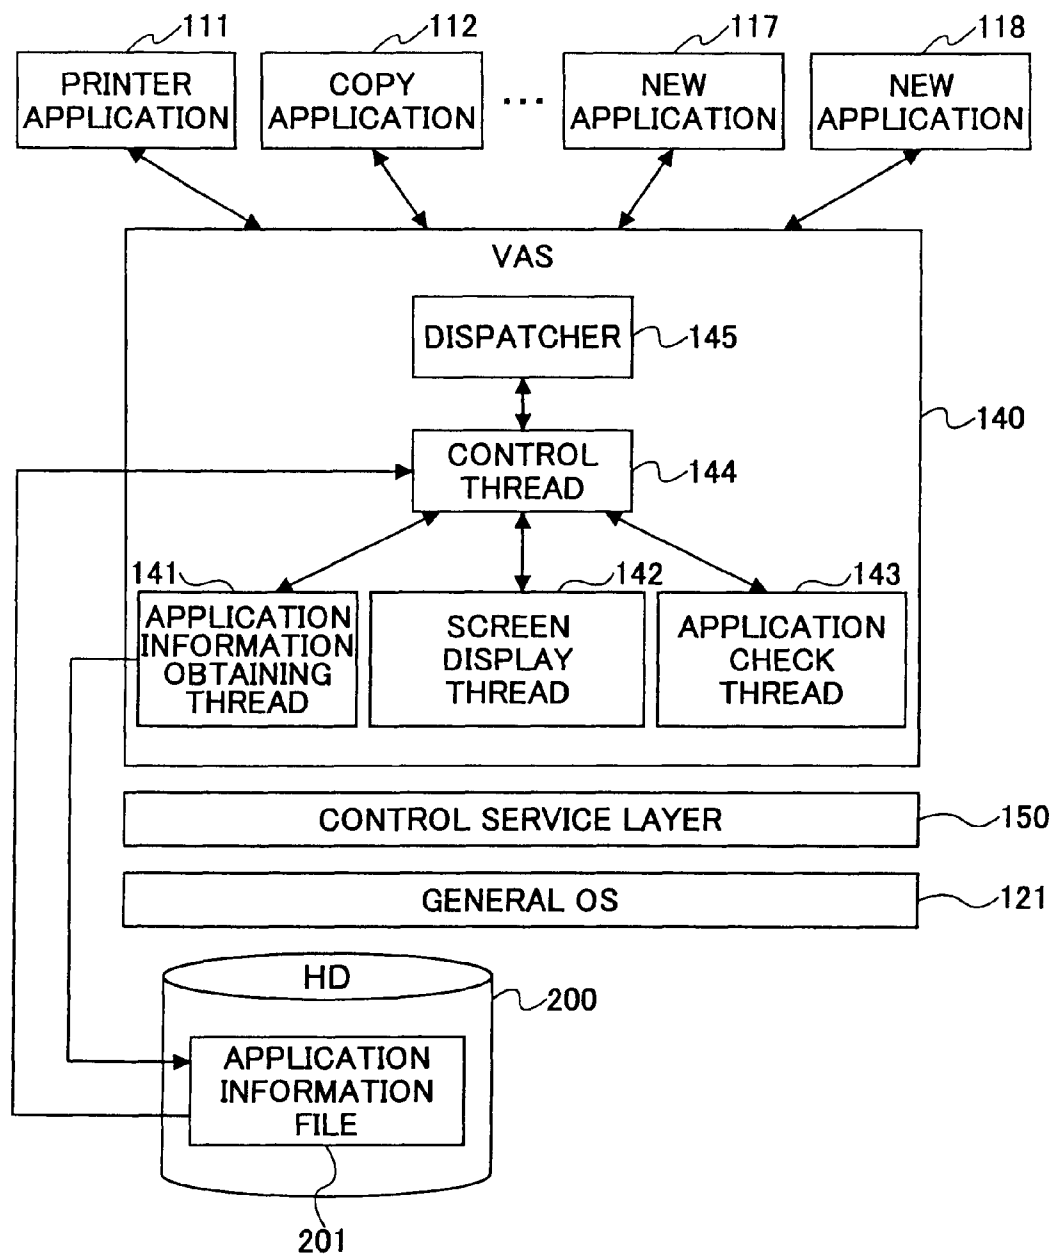 111
112
117
118
PRINTER
APPLICATION
COPY
APPLICATION
...
NEW
APPLICATION
NEW
APPLICATION
VAS
DISPATCHER
145
140
CONTROL
THREAD
144
141
142
143
APPLICATION
INFORMATION
OBTAINING
THREAD
SCREEN
DISPLAY
THREAD
APPLICATION
CHECK
THREAD
CONTROL SERVICE LAYER
150
GENERAL OS
121
HD
200
APPLICATION
INFORMATION
FILE
201